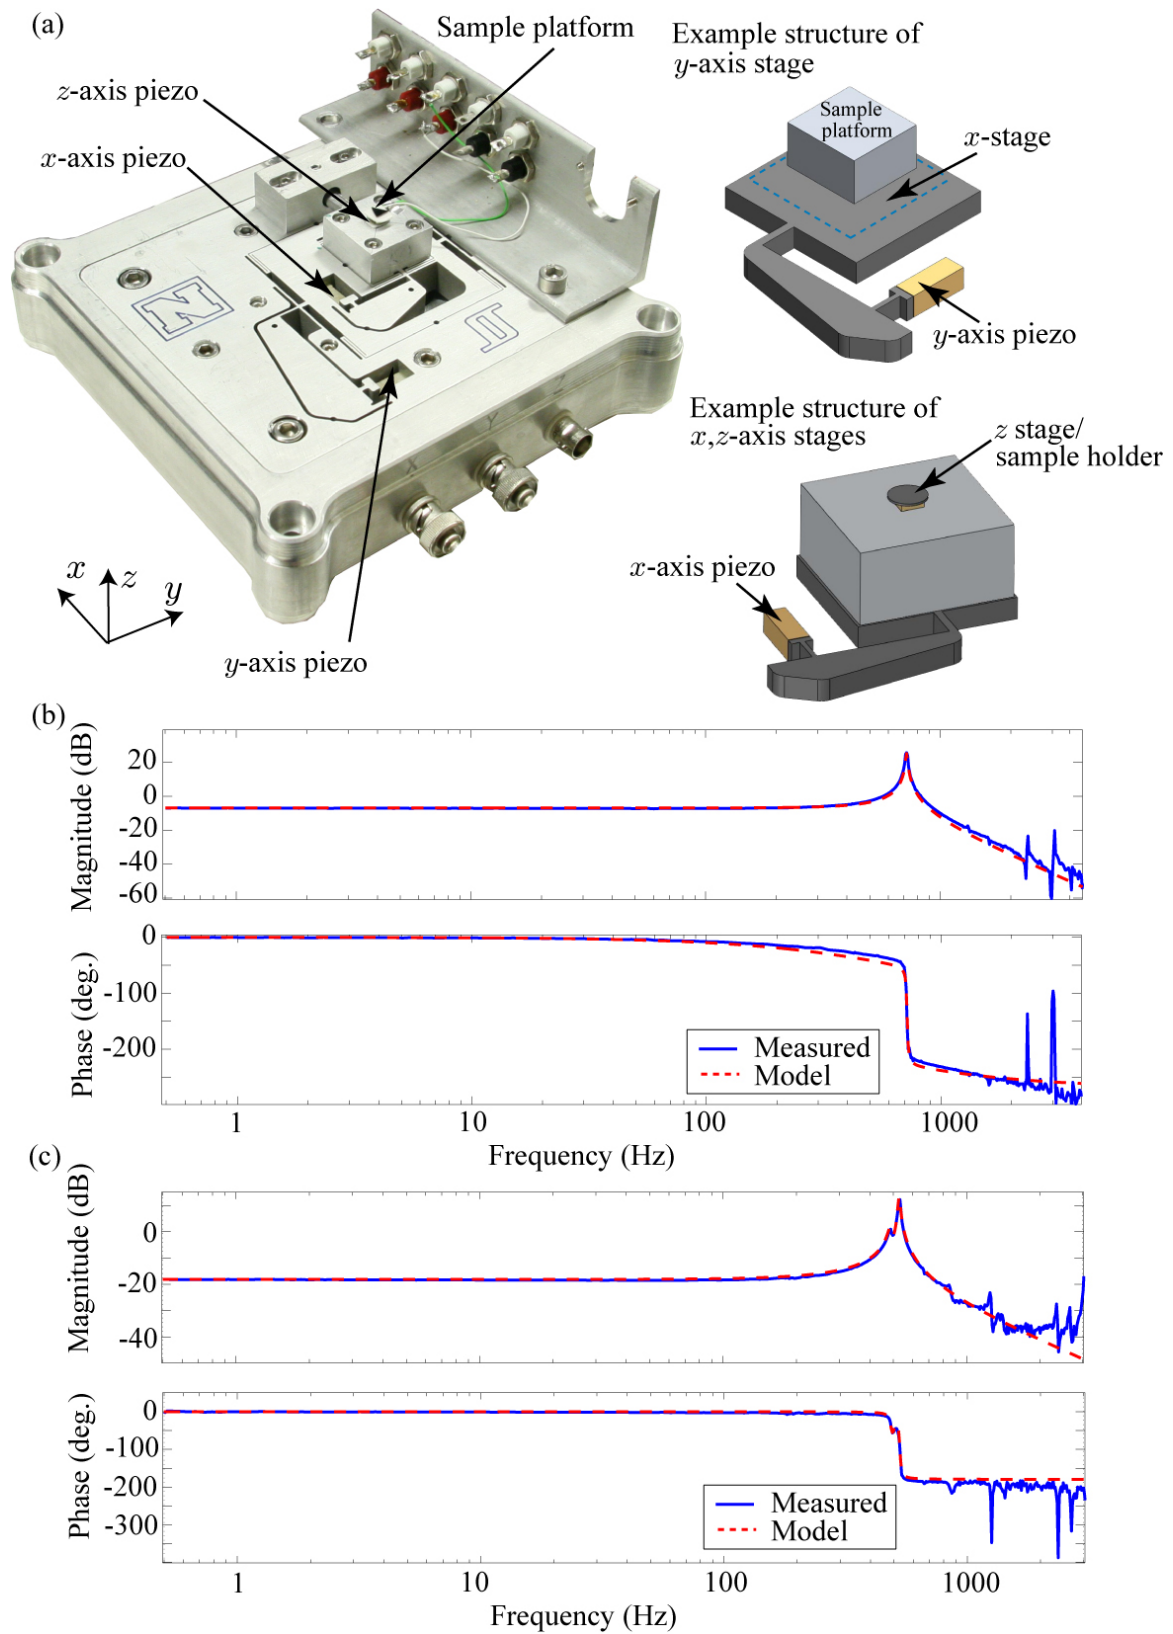 (a)
Sample platform
z-axis piezo
x-axis piezo
y-axis piezo
x
z
y
N
X
Y
Example structure of
y-axis stage
Sample
platform
x-stage
y-axis piezo
Example structure of
x,z-axis stages
z stage/
sample holder
x-axis piezo
(b)
Magnitude (dB)
20
0
-20
-40
-60
Phase (deg.)
0
-100
-200
Measured
Model
1
10
100
1000
Frequency (Hz)
(c)
Magnitude (dB)
0
-20
-40
Phase (deg.)
0
-100
-200
-300
Measured
Model
1
10
100
1000
Frequency (Hz)